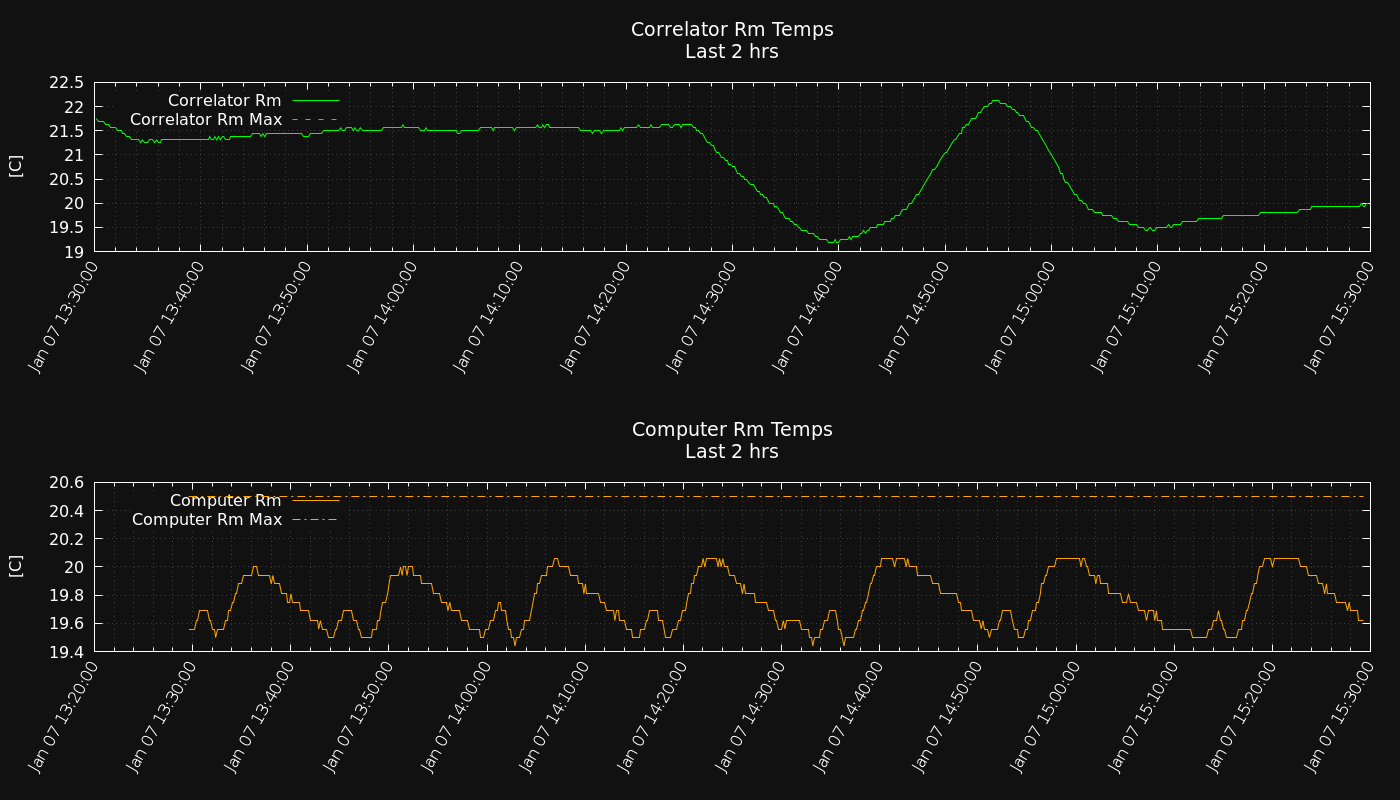 Correlator Rm Temps
Last 2 hrs
22.5
22
21.5
21
20.5
20
19.5
19
[C]
Correlator Rm
Correlator Rm Max
Jan 07 13:30:00
Jan 07 13:40:00
Jan 07 13:50:00
Jan 07 14:00:00
Jan 07 14:10:00
Jan 07 14:20:00
Jan 07 14:30:00
Jan 07 14:40:00
Jan 07 14:50:00
Jan 07 15:00:00
Jan 07 15:10:00
Jan 07 15:20:00
Jan 07 15:30:00
Computer Rm Temps
Last 2 hrs
20.6
20.4
20.2
20
19.8
19.6
19.4
[C]
Computer Rm
Computer Rm Max
Jan 07 13:20:00
Jan 07 13:30:00
Jan 07 13:40:00
Jan 07 13:50:00
Jan 07 14:00:00
Jan 07 14:10:00
Jan 07 14:20:00
Jan 07 14:30:00
Jan 07 14:40:00
Jan 07 14:50:00
Jan 07 15:00:00
Jan 07 15:10:00
Jan 07 15:20:00
Jan 07 15:30:00